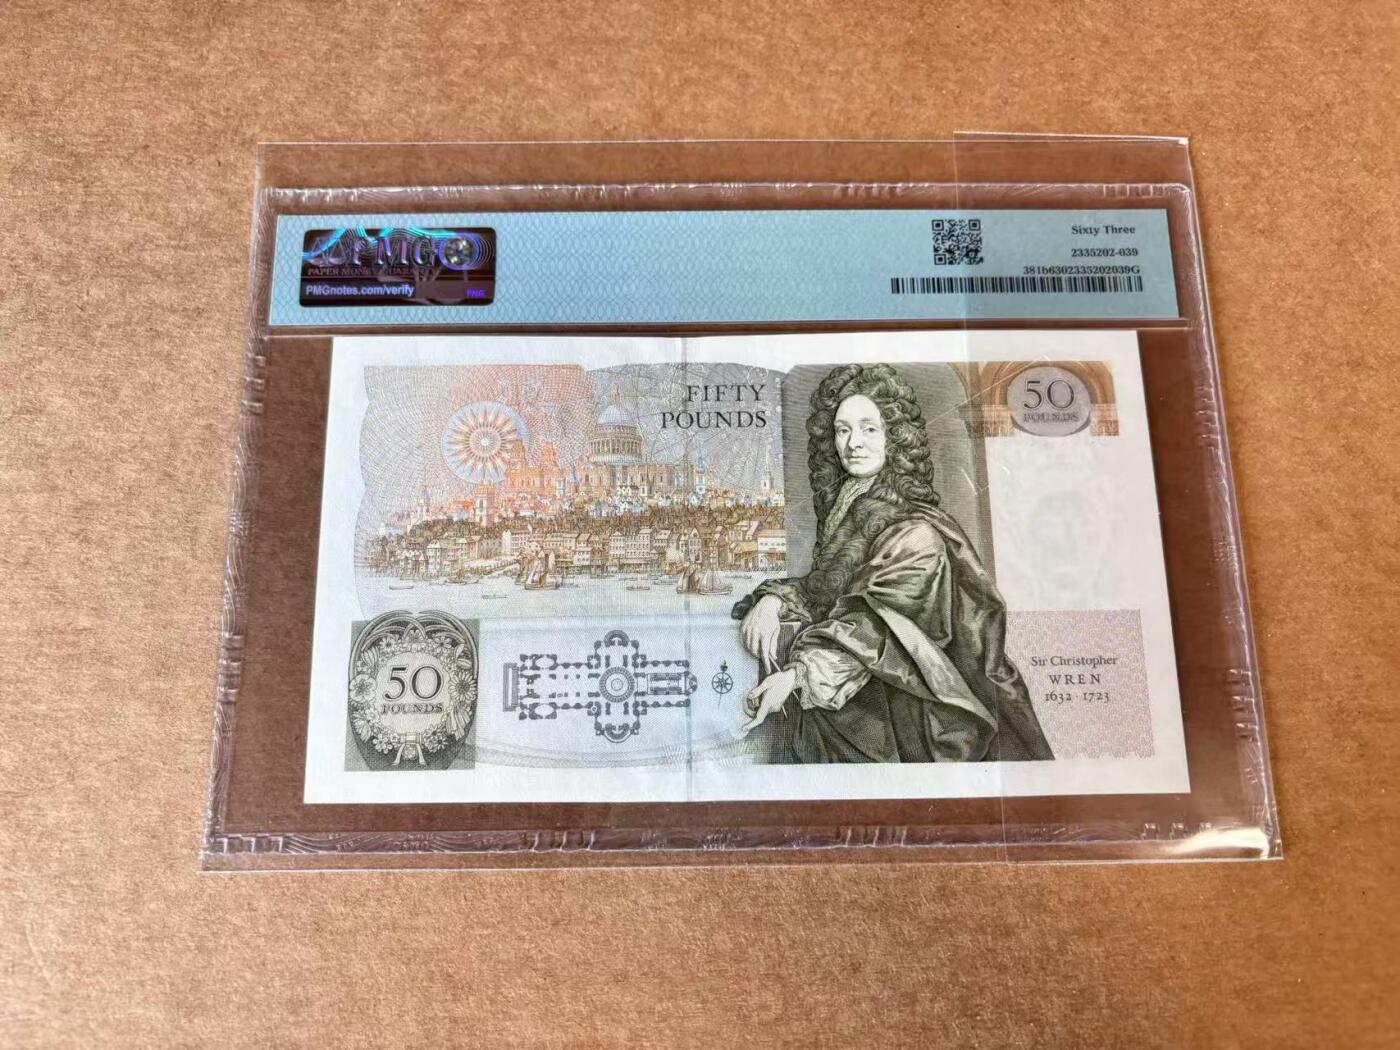 PMG
PAPER MONEY GUARANTY
PMGnotes.com/verify
PMG
Sixty Three
2335202-039
381b6302335202039G
FIFTY
POUNDS
50
POUNDS
50
POUNDS
Sir Christopher
WREN
1632 · 1723